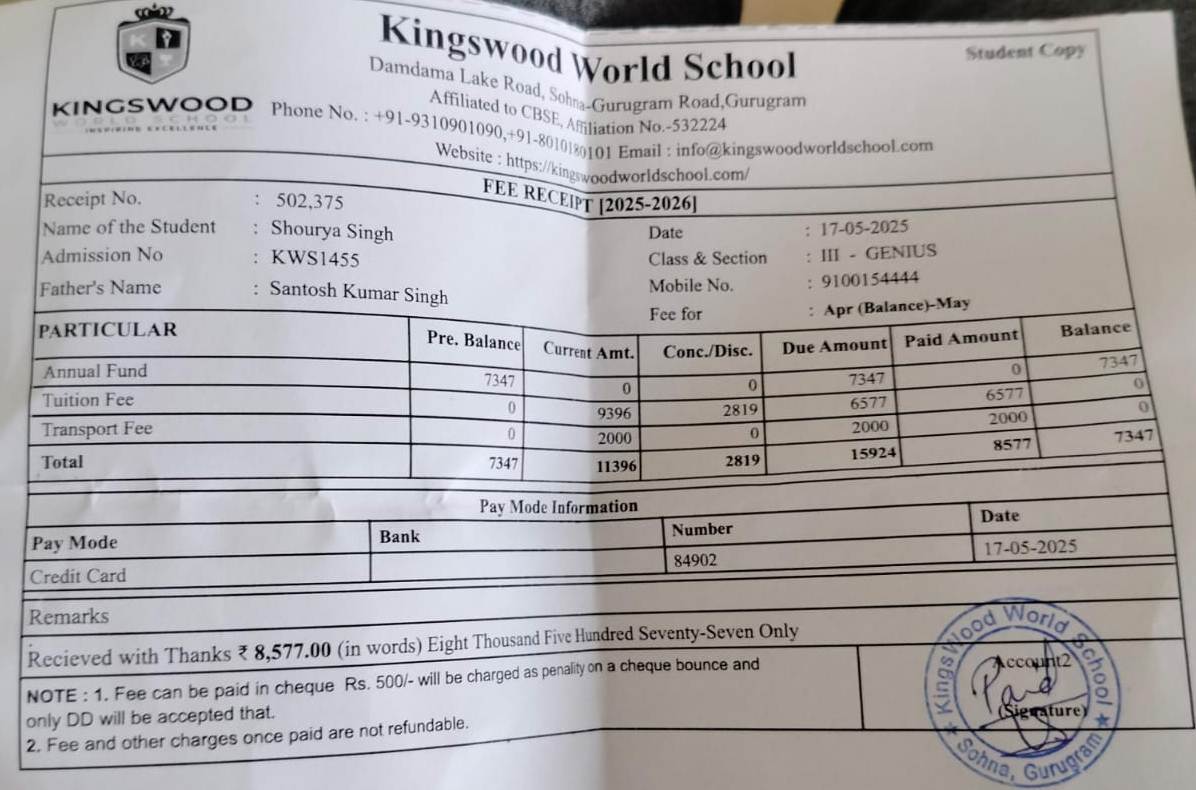 Kingswood World School
Student Copy
KINGSWOOD
WORLD SCHOOL
INSPIRING EXCELLENCE
Damdama Lake Road, Sohna-Gurugram Road,Gurugram
Affiliated to CBSE, Affiliation No.-532224
Phone No. : +91-9310901090,+91-8010180101 Email : info@kingswoodworldschool.com
Website : https://kingswoodworldschool.com/
FEE RECEIPT [2025-2026]
Receipt No. : 502,375
Name of the Student : Shourya Singh Date : 17-05-2025
Admission No : KWS1455 Class & Section : III - GENIUS
Father's Name : Santosh Kumar Singh Mobile No. : 9100154444
Fee for : Apr (Balance)-May
PARTICULAR Pre. Balance Current Amt. Conc./Disc. Due Amount Paid Amount Balance
Annual Fund 7347 0 0 7347 0 7347
Tuition Fee 0 9396 2819 6577 6577 0
Transport Fee 0 2000 0 2000 2000 0
Total 7347 11396 2819 15924 8577 7347
Pay Mode Information
Pay Mode Bank Number Date
Credit Card 84902 17-05-2025
Remarks
:
Recieved with Thanks ₹ 8,577.00 (in words) Eight Thousand Five Hundred Seventy-Seven Only
NOTE : 1. Fee can be paid in cheque Rs. 500/- will be charged as penality on a cheque bounce and
only DD will be accepted that.
2. Fee and other charges once paid are not refundable.
Account2
Paid
(Signature)
KingsWood World School
★ Sohna, Gurugram ★